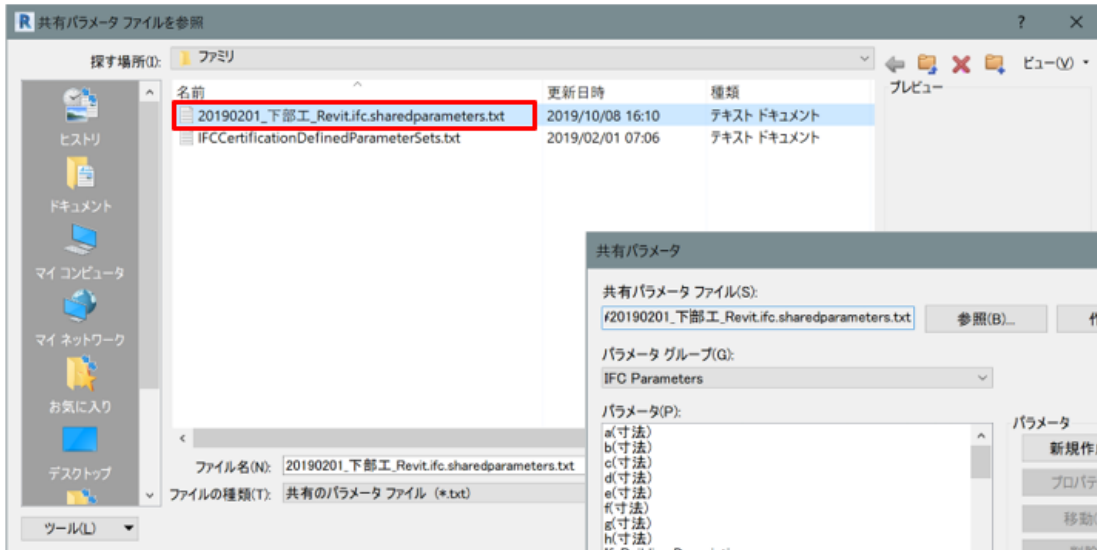 R 共有パラメータ ファイルを参照
? ×
探す場所(I): ファミリ
ビュー(V)
プレビュー
名前 更新日時 種類
20190201_下部工_Revit.ifc.sharedparameters.txt 2019/10/08 16:10 テキスト ドキュメント
IFCCertificationDefinedParameterSets.txt 2019/02/01 07:06 テキスト ドキュメント
ヒストリ
ドキュメント
マイ コンピュータ
マイ ネットワーク
お気に入り
デスクトップ
ファイル名(N): 20190201_下部工_Revit.ifc.sharedparameters.txt
ファイルの種類(T): 共有のパラメータ ファイル (*.txt)
ツール(L)
共有パラメータ
共有パラメータ ファイル(S):
20190201_下部工_Revit.ifc.sharedparameters.txt 参照(B)...
パラメータ グループ(G):
IFC Parameters
パラメータ(P):
a(寸法)
b(寸法)
c(寸法)
d(寸法)
e(寸法)
f(寸法)
g(寸法)
h(寸法)
パラメータ
新規作
プロパテ
移動(